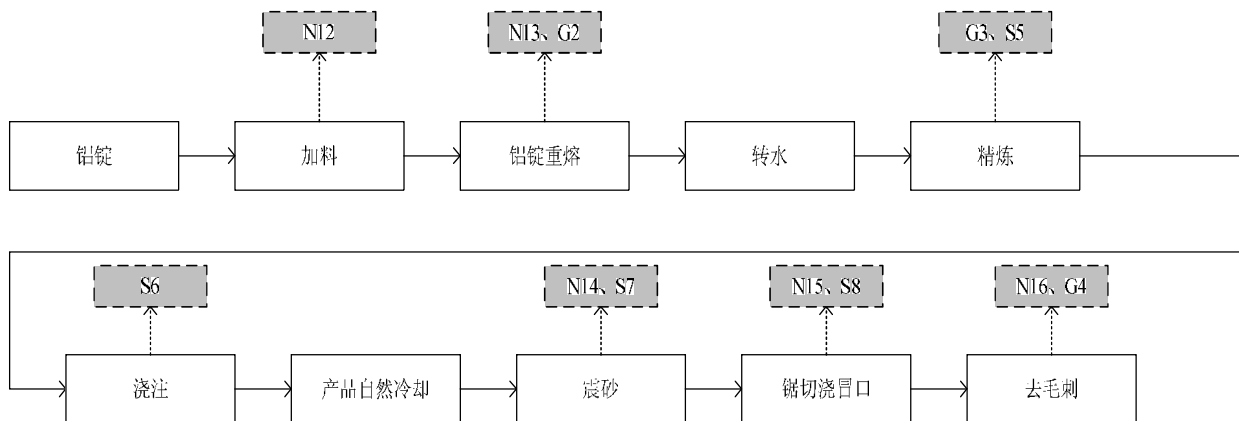 N12
N13、G2
G3、S5
铝锭
加料
铝锭重熔
转水
精炼
S6
N14、S7
N15、S8
N16、G4
浇注
产品自然冷却
震砂
锯切浇冒口
去毛刺